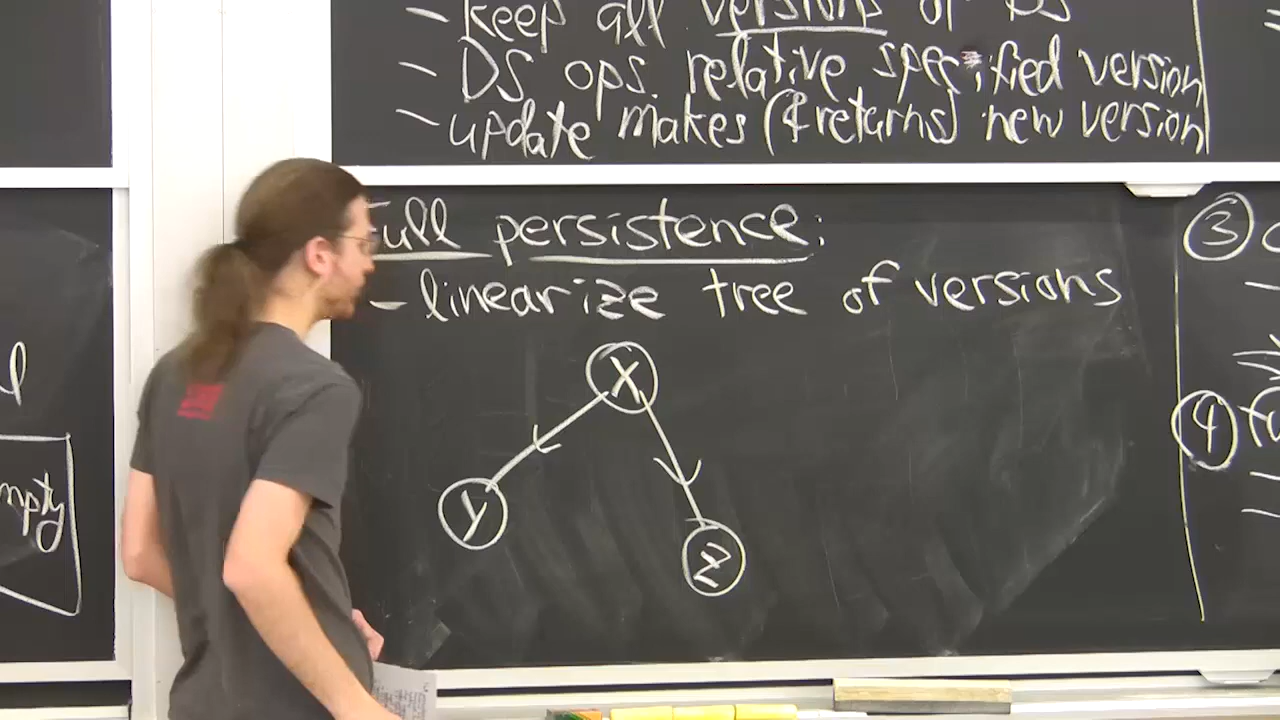 - keep all versions of DS
- DS ops. relative specified version
- update makes (& returns) new version
Full persistence:
- linearize tree of versions
x
y
z
3
4